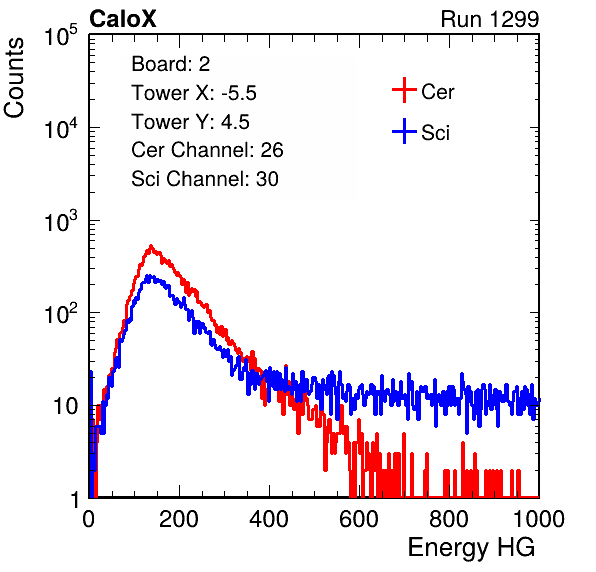 CaloX Run 1299
Counts
10^5
10^4
10^3
10^2
10
1
Board: 2
Tower X: -5.5
Tower Y: 4.5
Cer Channel: 26
Sci Channel: 30
Cer
Sci
0 200 400 600 800 1000
Energy HG